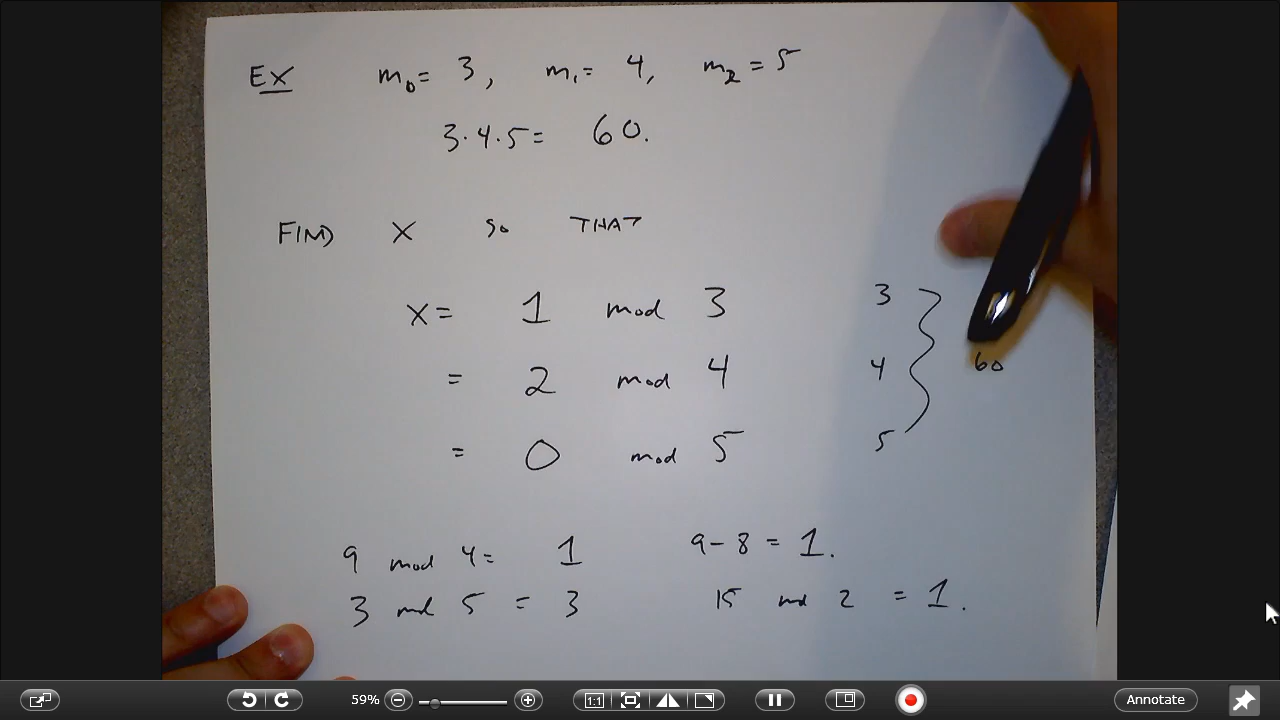 EX m₀= 3, m₁= 4, m₂= 5
3·4·5= 60.
FIND X SO THAT
X= 1 mod 3 3
= 2 mod 4 4 60
= 0 mod 5 5
9 mod 4= 1 9-8 = 1.
3 mod 5 = 3 15 mod 2 = 1.
59% 1:1 Annotate